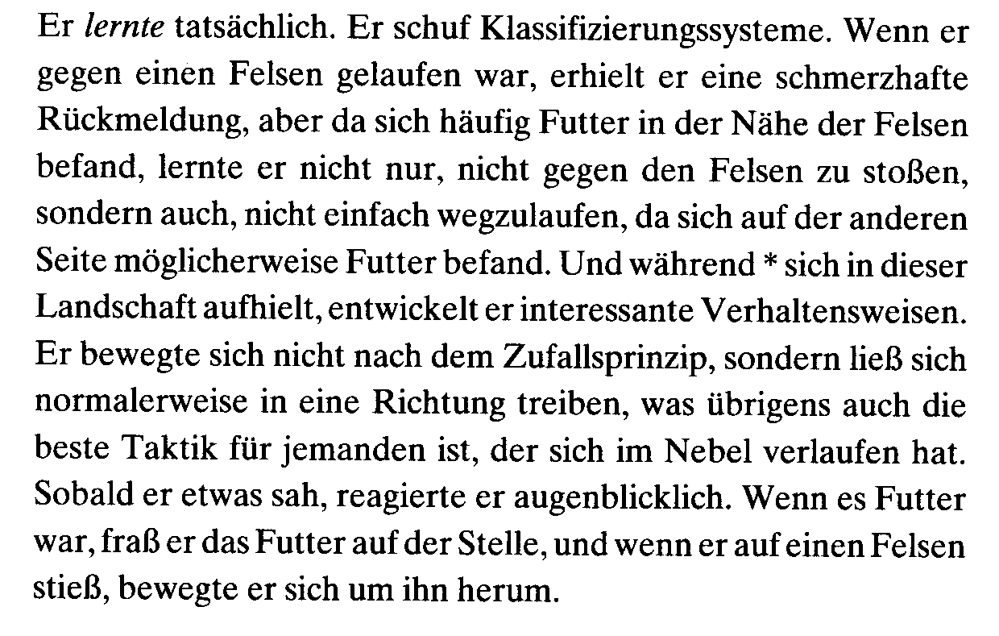 Er lernte tatsächlich. Er schuf Klassifizierungssysteme. Wenn er
gegen einen Felsen gelaufen war, erhielt er eine schmerzhafte
Rückmeldung, aber da sich häufig Futter in der Nähe der Felsen
befand, lernte er nicht nur, nicht gegen den Felsen zu stoßen,
sondern auch, nicht einfach wegzulaufen, da sich auf der anderen
Seite möglicherweise Futter befand. Und während * sich in dieser
Landschaft aufhielt, entwickelt er interessante Verhaltensweisen.
Er bewegte sich nicht nach dem Zufallsprinzip, sondern ließ sich
normalerweise in eine Richtung treiben, was übrigens auch die
beste Taktik für jemanden ist, der sich im Nebel verlaufen hat.
Sobald er etwas sah, reagierte er augenblicklich. Wenn es Futter
war, fraß er das Futter auf der Stelle, und wenn er auf einen Felsen
stieß, bewegte er sich um ihn herum.